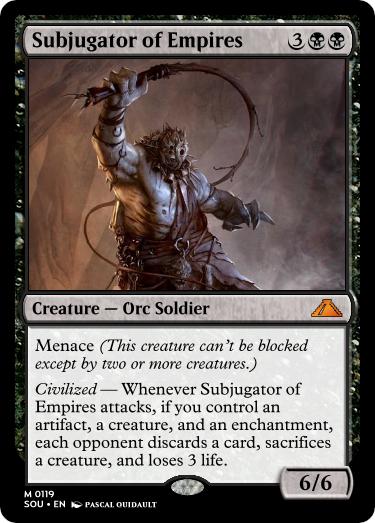 Subjugator of Empires 3
Creature — Orc Soldier
Menace (This creature can't be blocked
except by two or more creatures.)
Civilized — Whenever Subjugator of
Empires attacks, if you control an
artifact, a creature, and an enchantment,
each opponent discards a card, sacrifices
a creature, and loses 3 life.
6/6
M 0119
SOU • EN PASCAL QUIDAULT